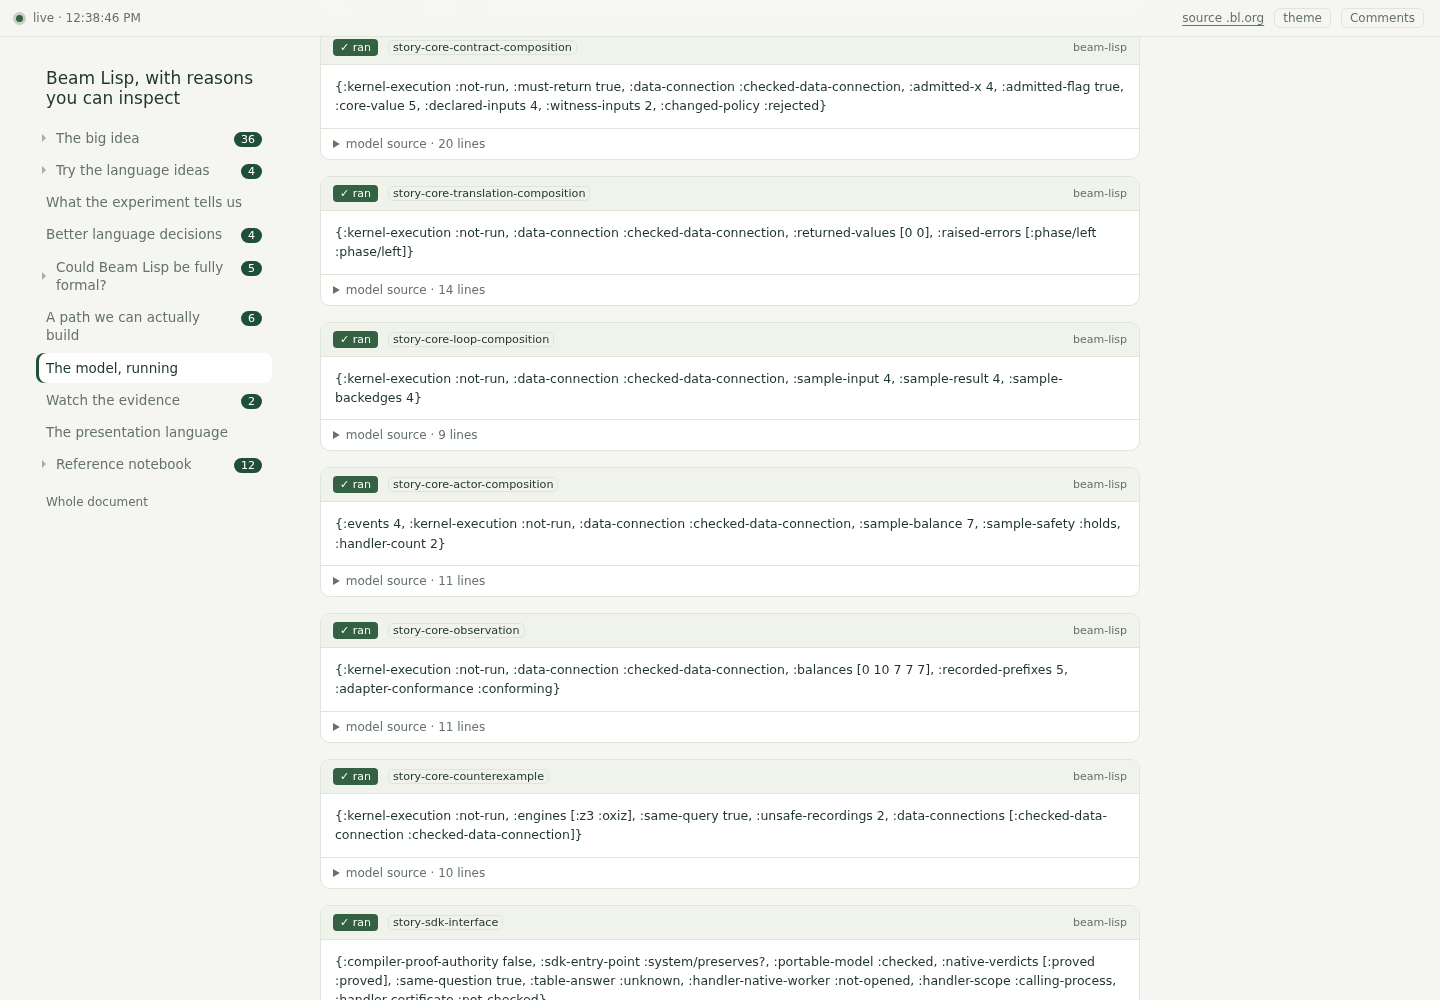 live · 12:38:46 PM
source .bl.org
theme
Comments
Beam Lisp, with reasons
you can inspect
The big idea
36
Try the language ideas
4
What the experiment tells us
Better language decisions
4
Could Beam Lisp be fully
formal?
5
A path we can actually
build
6
The model, running
Watch the evidence
2
The presentation language
Reference notebook
12
Whole document
✓ ran
story-core-contract-composition
beam-lisp
{:kernel-execution :not-run, :must-return true, :data-connection :checked-data-connection, :admitted-x 4, :admitted-flag true,
:core-value 5, :declared-inputs 4, :witness-inputs 2, :changed-policy :rejected}
▶ model source · 20 lines
✓ ran
story-core-translation-composition
beam-lisp
{:kernel-execution :not-run, :data-connection :checked-data-connection, :returned-values [0 0], :raised-errors [:phase/left
:phase/left]}
▶ model source · 14 lines
✓ ran
story-core-loop-composition
beam-lisp
{:kernel-execution :not-run, :data-connection :checked-data-connection, :sample-input 4, :sample-result 4, :sample-
backedges 4}
▶ model source · 9 lines
✓ ran
story-core-actor-composition
beam-lisp
{:events 4, :kernel-execution :not-run, :data-connection :checked-data-connection, :sample-balance 7, :sample-safety :holds,
:handler-count 2}
▶ model source · 11 lines
✓ ran
story-core-observation
beam-lisp
{:kernel-execution :not-run, :data-connection :checked-data-connection, :balances [0 10 7 7 7], :recorded-prefixes 5,
:adapter-conformance :conforming}
▶ model source · 11 lines
✓ ran
story-core-counterexample
beam-lisp
{:kernel-execution :not-run, :engines [:z3 :oxiz], :same-query true, :unsafe-recordings 2, :data-connections [:checked-data-
connection :checked-data-connection]}
▶ model source · 10 lines
✓ ran
story-sdk-interface
beam-lisp
{:compiler-proof-authority false, :sdk-entry-point :system/preserves?, :portable-model :checked, :native-verdicts [:proved
:proved], :same-question true, :table-answer :unknown, :handler-native-worker :not-opened, :handler-scope :calling-process,
:handler-certificate :not-checked}